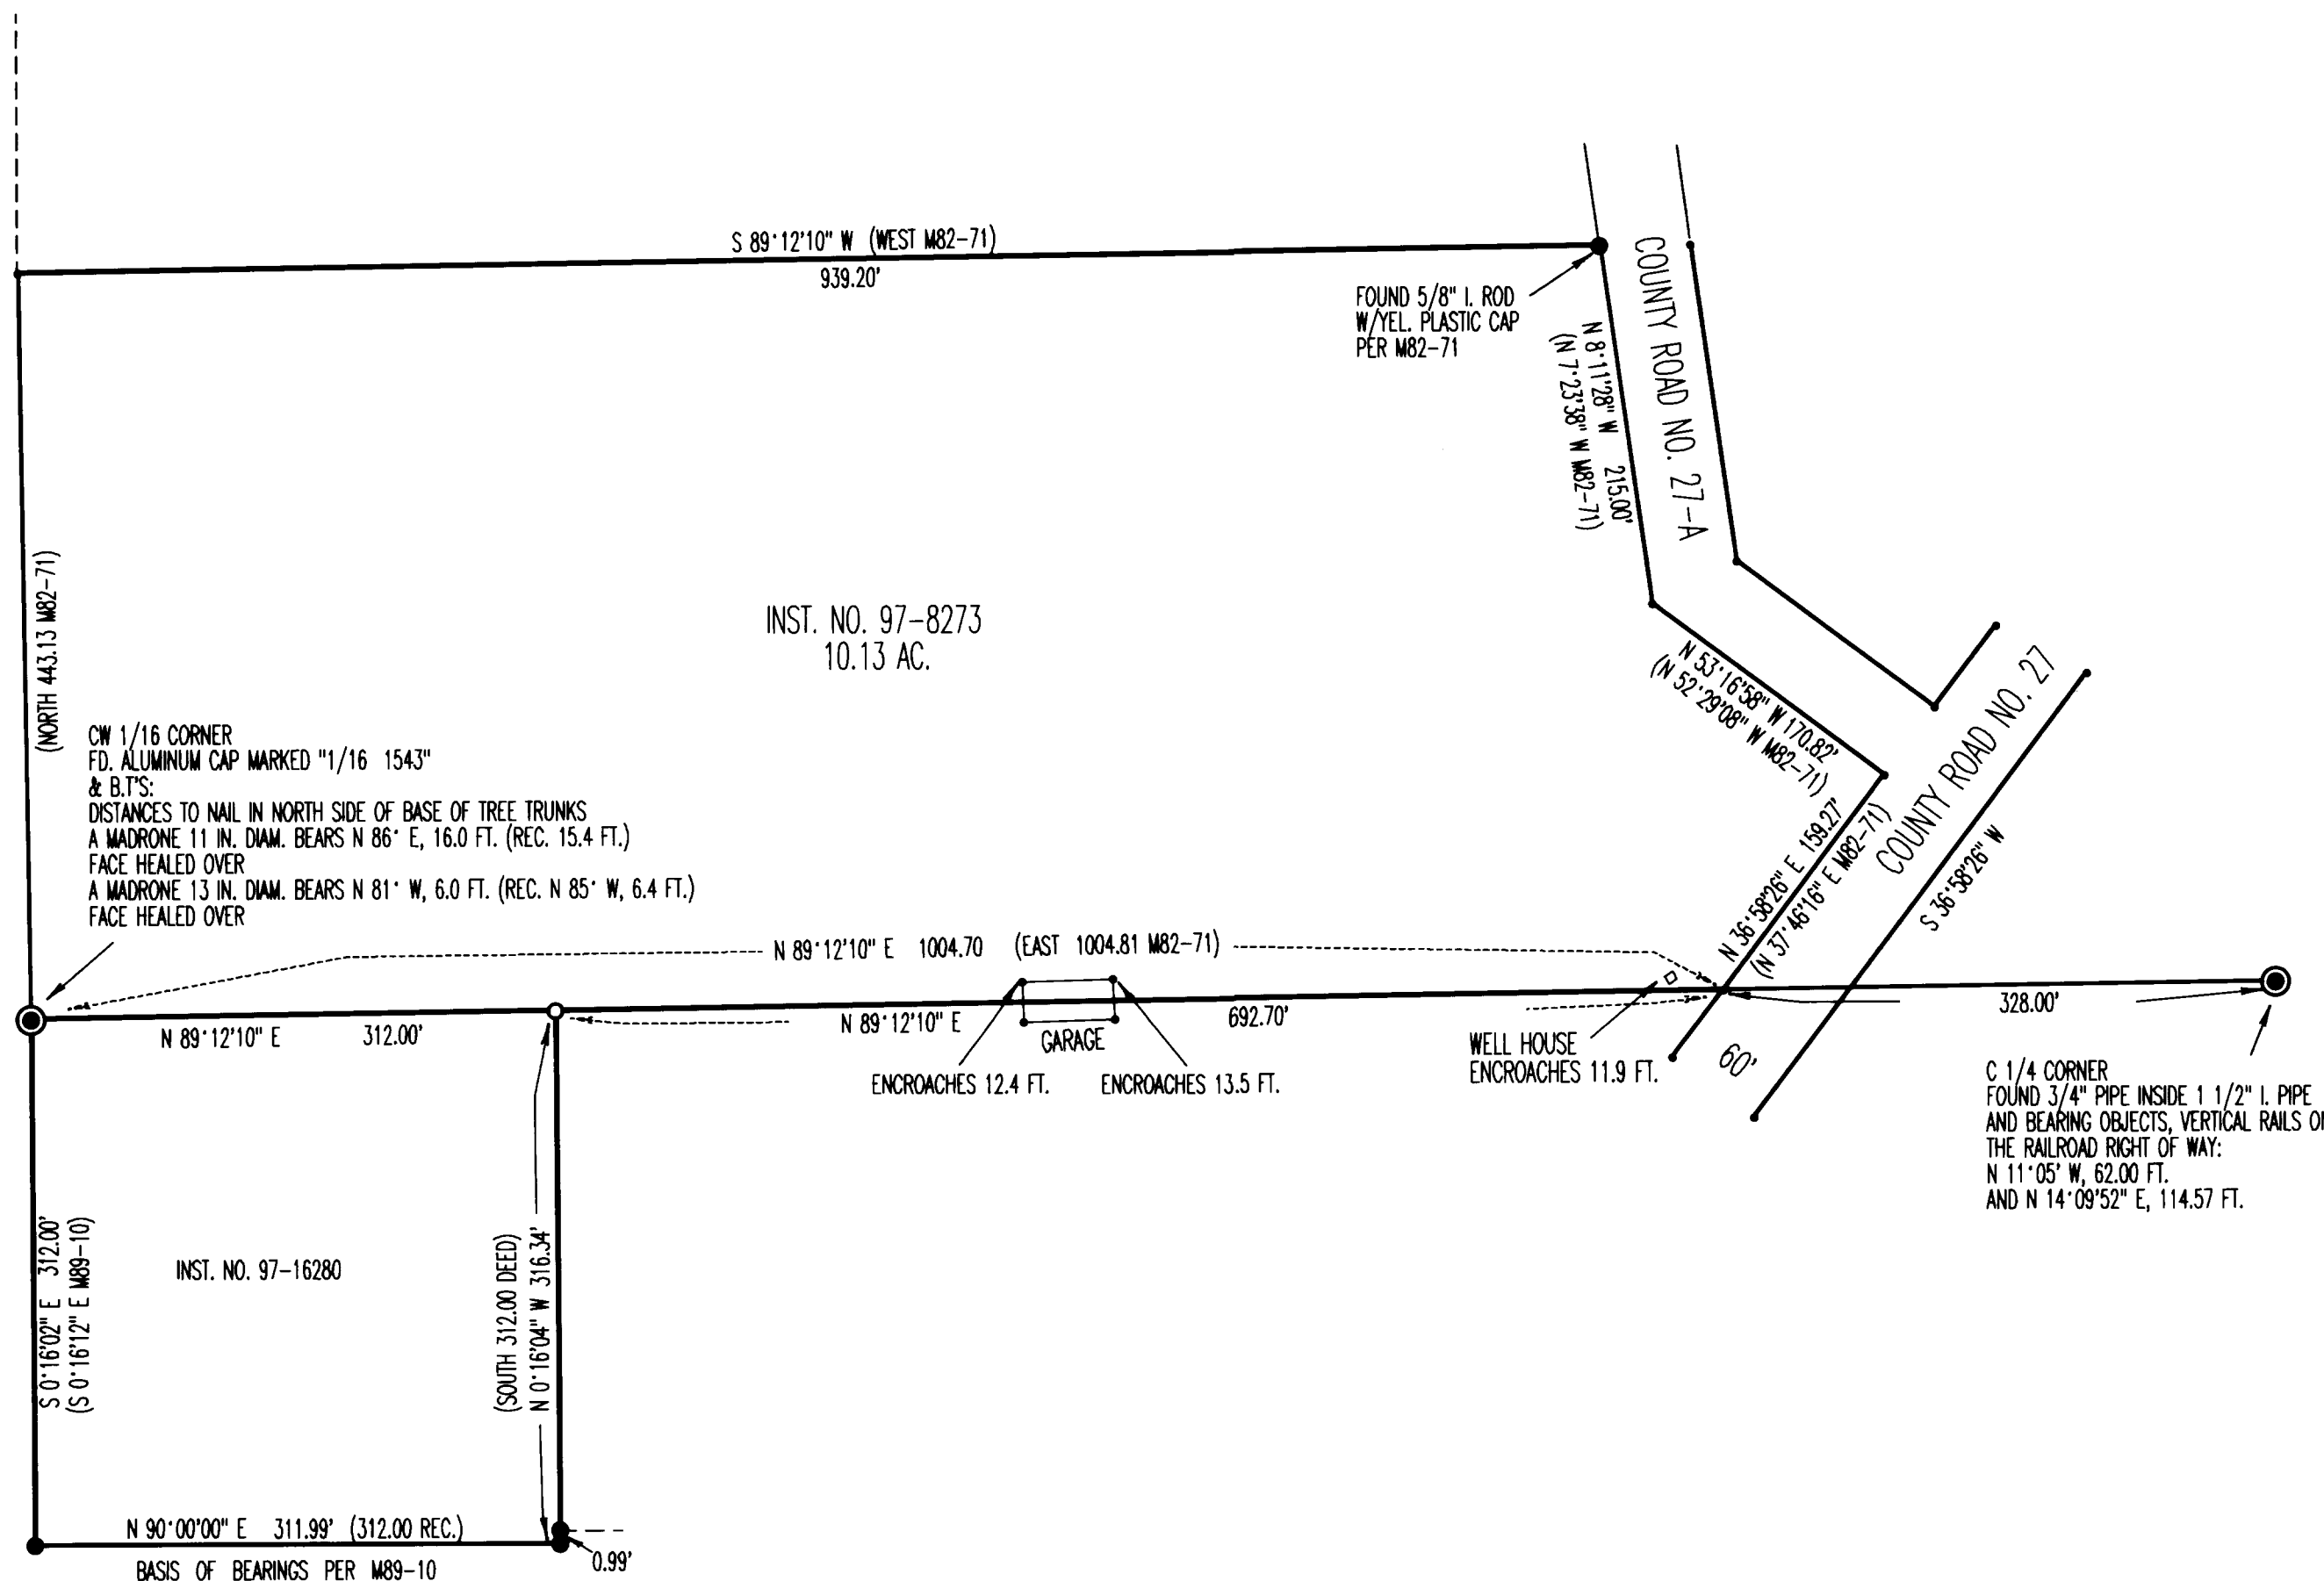 S 89°12'10" W (WEST M82-71)
939.20'
FOUND 5/8" I. ROD
W/YEL. PLASTIC CAP
PER M82-71
COUNTY ROAD NO. 27-A
N 8°11'28" W 215.00'
(N 7°23'38" W M82-71)
(NORTH 443.13 M82-71)
INST. NO. 97-8273
10.13 AC.
N 53°16'58" W 170.82'
(N 52°29'08" W M82-71)
COUNTY ROAD NO. 27
CW 1/16 CORNER
FD. ALUMINUM CAP MARKED "1/16 1543"
& B.T'S:
DISTANCES TO NAIL IN NORTH SIDE OF BASE OF TREE TRUNKS
A MADRONE 11 IN. DIAM. BEARS N 86° E, 16.0 FT. (REC. 15.4 FT.)
FACE HEALED OVER
A MADRONE 13 IN. DIAM. BEARS N 81° W, 6.0 FT. (REC. N 85° W, 6.4 FT.)
FACE HEALED OVER
N 36°58'26" E 159.27'
(N 37°46'16" E M82-71)
S 36°58'26" W
N 89°12'10" E 1004.70 (EAST 1004.81 M82-71)
N 89°12'10" E 312.00'
N 89°12'10" E
692.70'
328.00'
GARAGE
ENCROACHES 12.4 FT.
ENCROACHES 13.5 FT.
WELL HOUSE
ENCROACHES 11.9 FT.
60'
C 1/4 CORNER
FOUND 3/4" PIPE INSIDE 1 1/2" I. PIPE
AND BEARING OBJECTS, VERTICAL RAILS
THE RAILROAD RIGHT OF WAY:
N 11°05' W, 62.00 FT.
AND N 14°09'52" E, 114.57 FT.
S 0°16'02" E 312.00'
(S 0°16'12" E M89-10)
INST. NO. 97-16280
(SOUTH 312.00 DEED)
N 0°16'04" W 316.34'
N 90°00'00" E 311.99' (312.00 REC.)
BASIS OF BEARINGS PER M89-10
0.99'